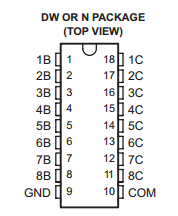 DW OR N PACKAGE
(TOP VIEW)
1B 1 18 1C
2B 2 17 2C
3B 3 16 3C
4B 4 15 4C
5B 5 14 5C
6B 6 13 6C
7B 7 12 7C
8B 8 11 8C
GND 9 10 COM